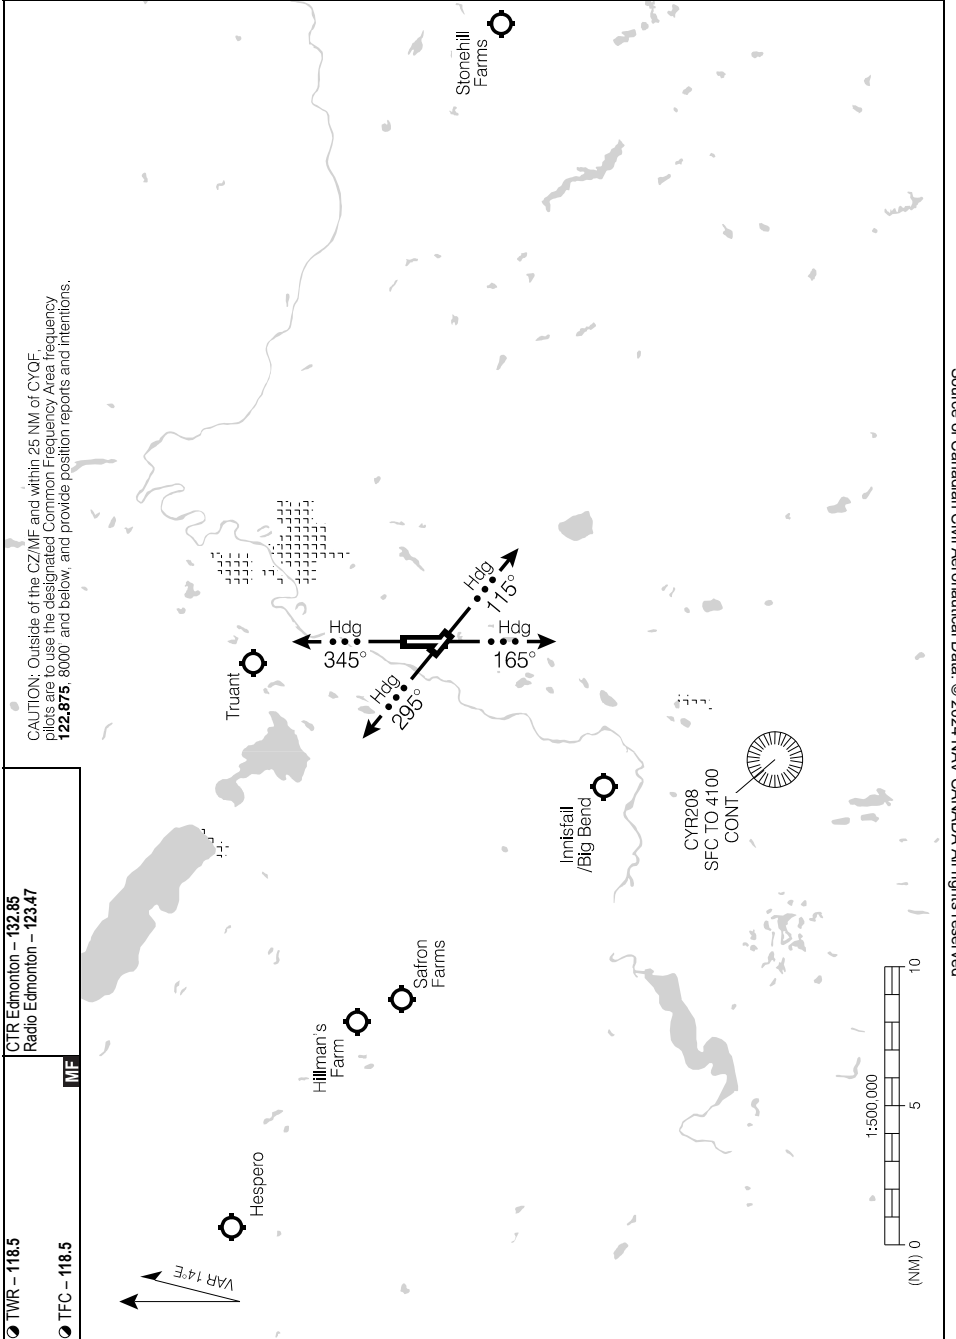 TWR – 118.5
TFC – 118.5
MF
CTR Edmonton – 132.85
Radio Edmonton – 123.47
CAUTION: Outside of the CZ/MF and within 25 NM of CYQF,
pilots are to use the designated Common Frequency Area frequency
122.875, 8000' and below, and provide position reports and intentions.
VAR 14°E
Hespero
Hillman's
Farm
Safron
Farms
Truant
Stonehill
Farms
Innisfail
/Big Bend
Hdg
345°
Hdg
165°
Hdg
295°
Hdg
115°
CYR208
SFC TO 4100
CONT
1:500,000
(NM) 0
5
10
Source of Canadian Civil Aeronautical Data: © 2024 NAV CANADA All rights reserved